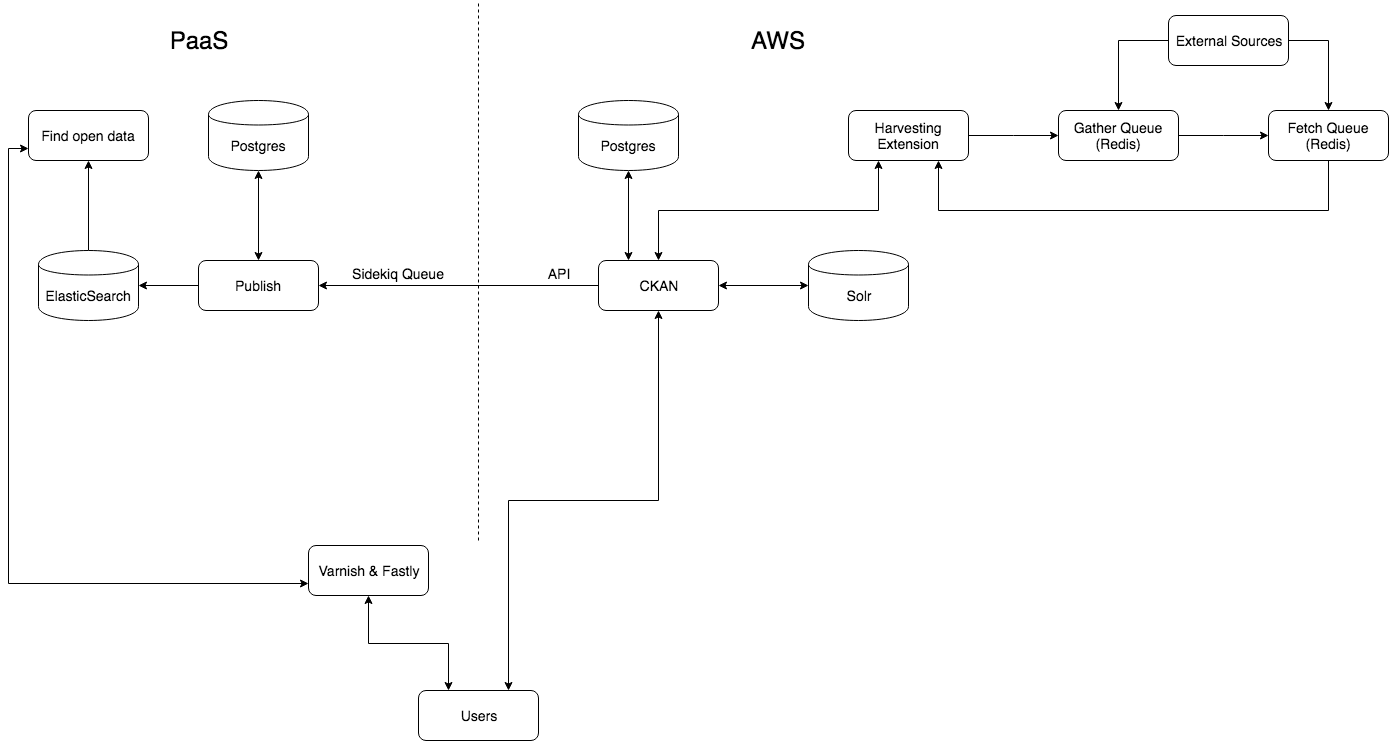 PaaS
AWS
External Sources
Find open data
Postgres
Postgres
Harvesting
Extension
Gather Queue
(Redis)
Fetch Queue
(Redis)
ElasticSearch
Publish
Sidekiq Queue
API
CKAN
Solr
Varnish & Fastly
Users